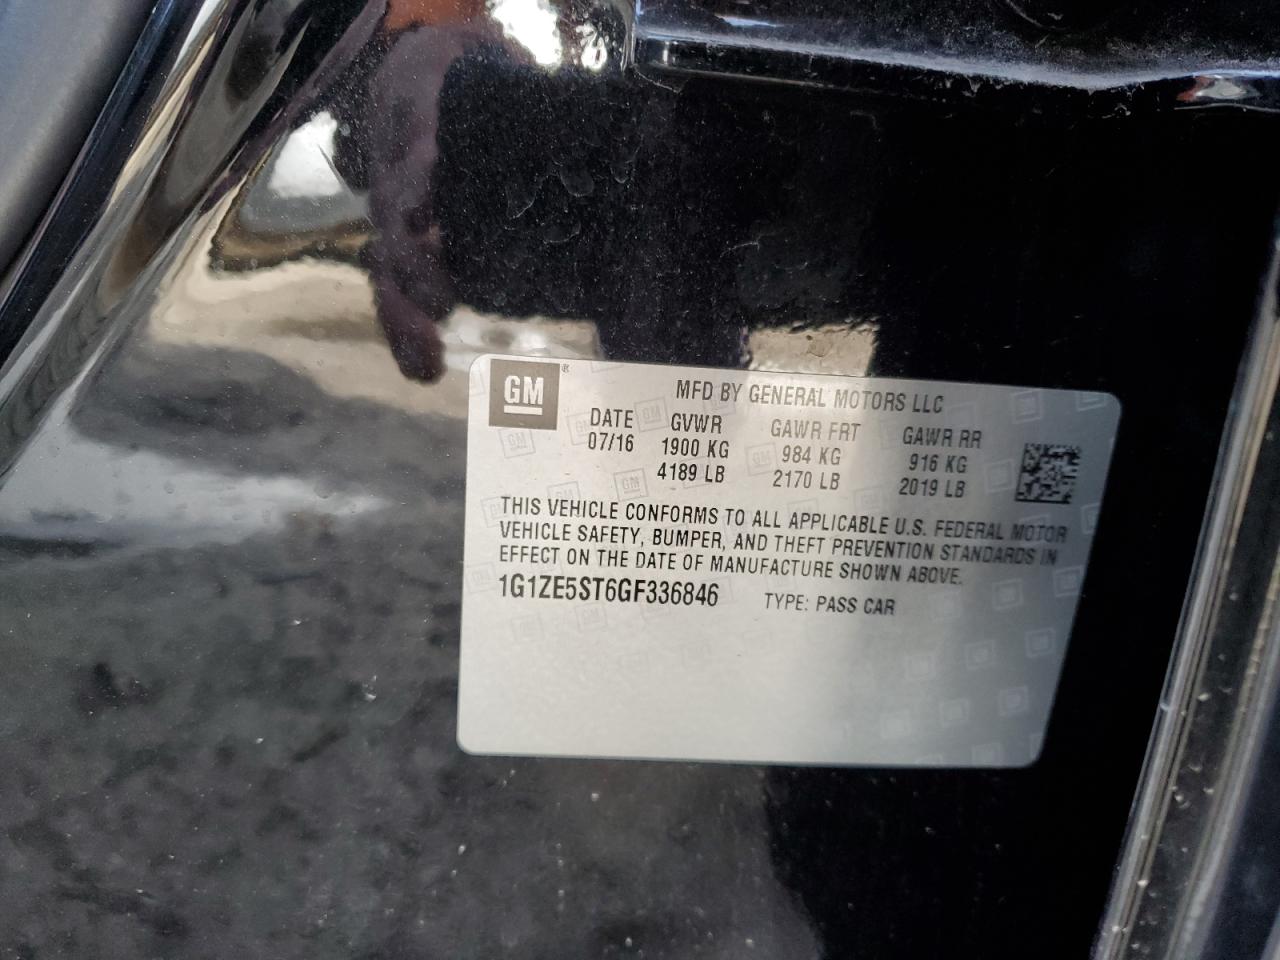 GM ®
MFD BY GENERAL MOTORS LLC
DATE GVWR GAWR FRT GAWR RR
07/16 1900 KG 984 KG 916 KG
4189 LB 2170 LB 2019 LB
THIS VEHICLE CONFORMS TO ALL APPLICABLE U.S. FEDERAL MOTOR
VEHICLE SAFETY, BUMPER, AND THEFT PREVENTION STANDARDS IN
EFFECT ON THE DATE OF MANUFACTURE SHOWN ABOVE.
1G1ZE5ST6GF336846 TYPE: PASS CAR